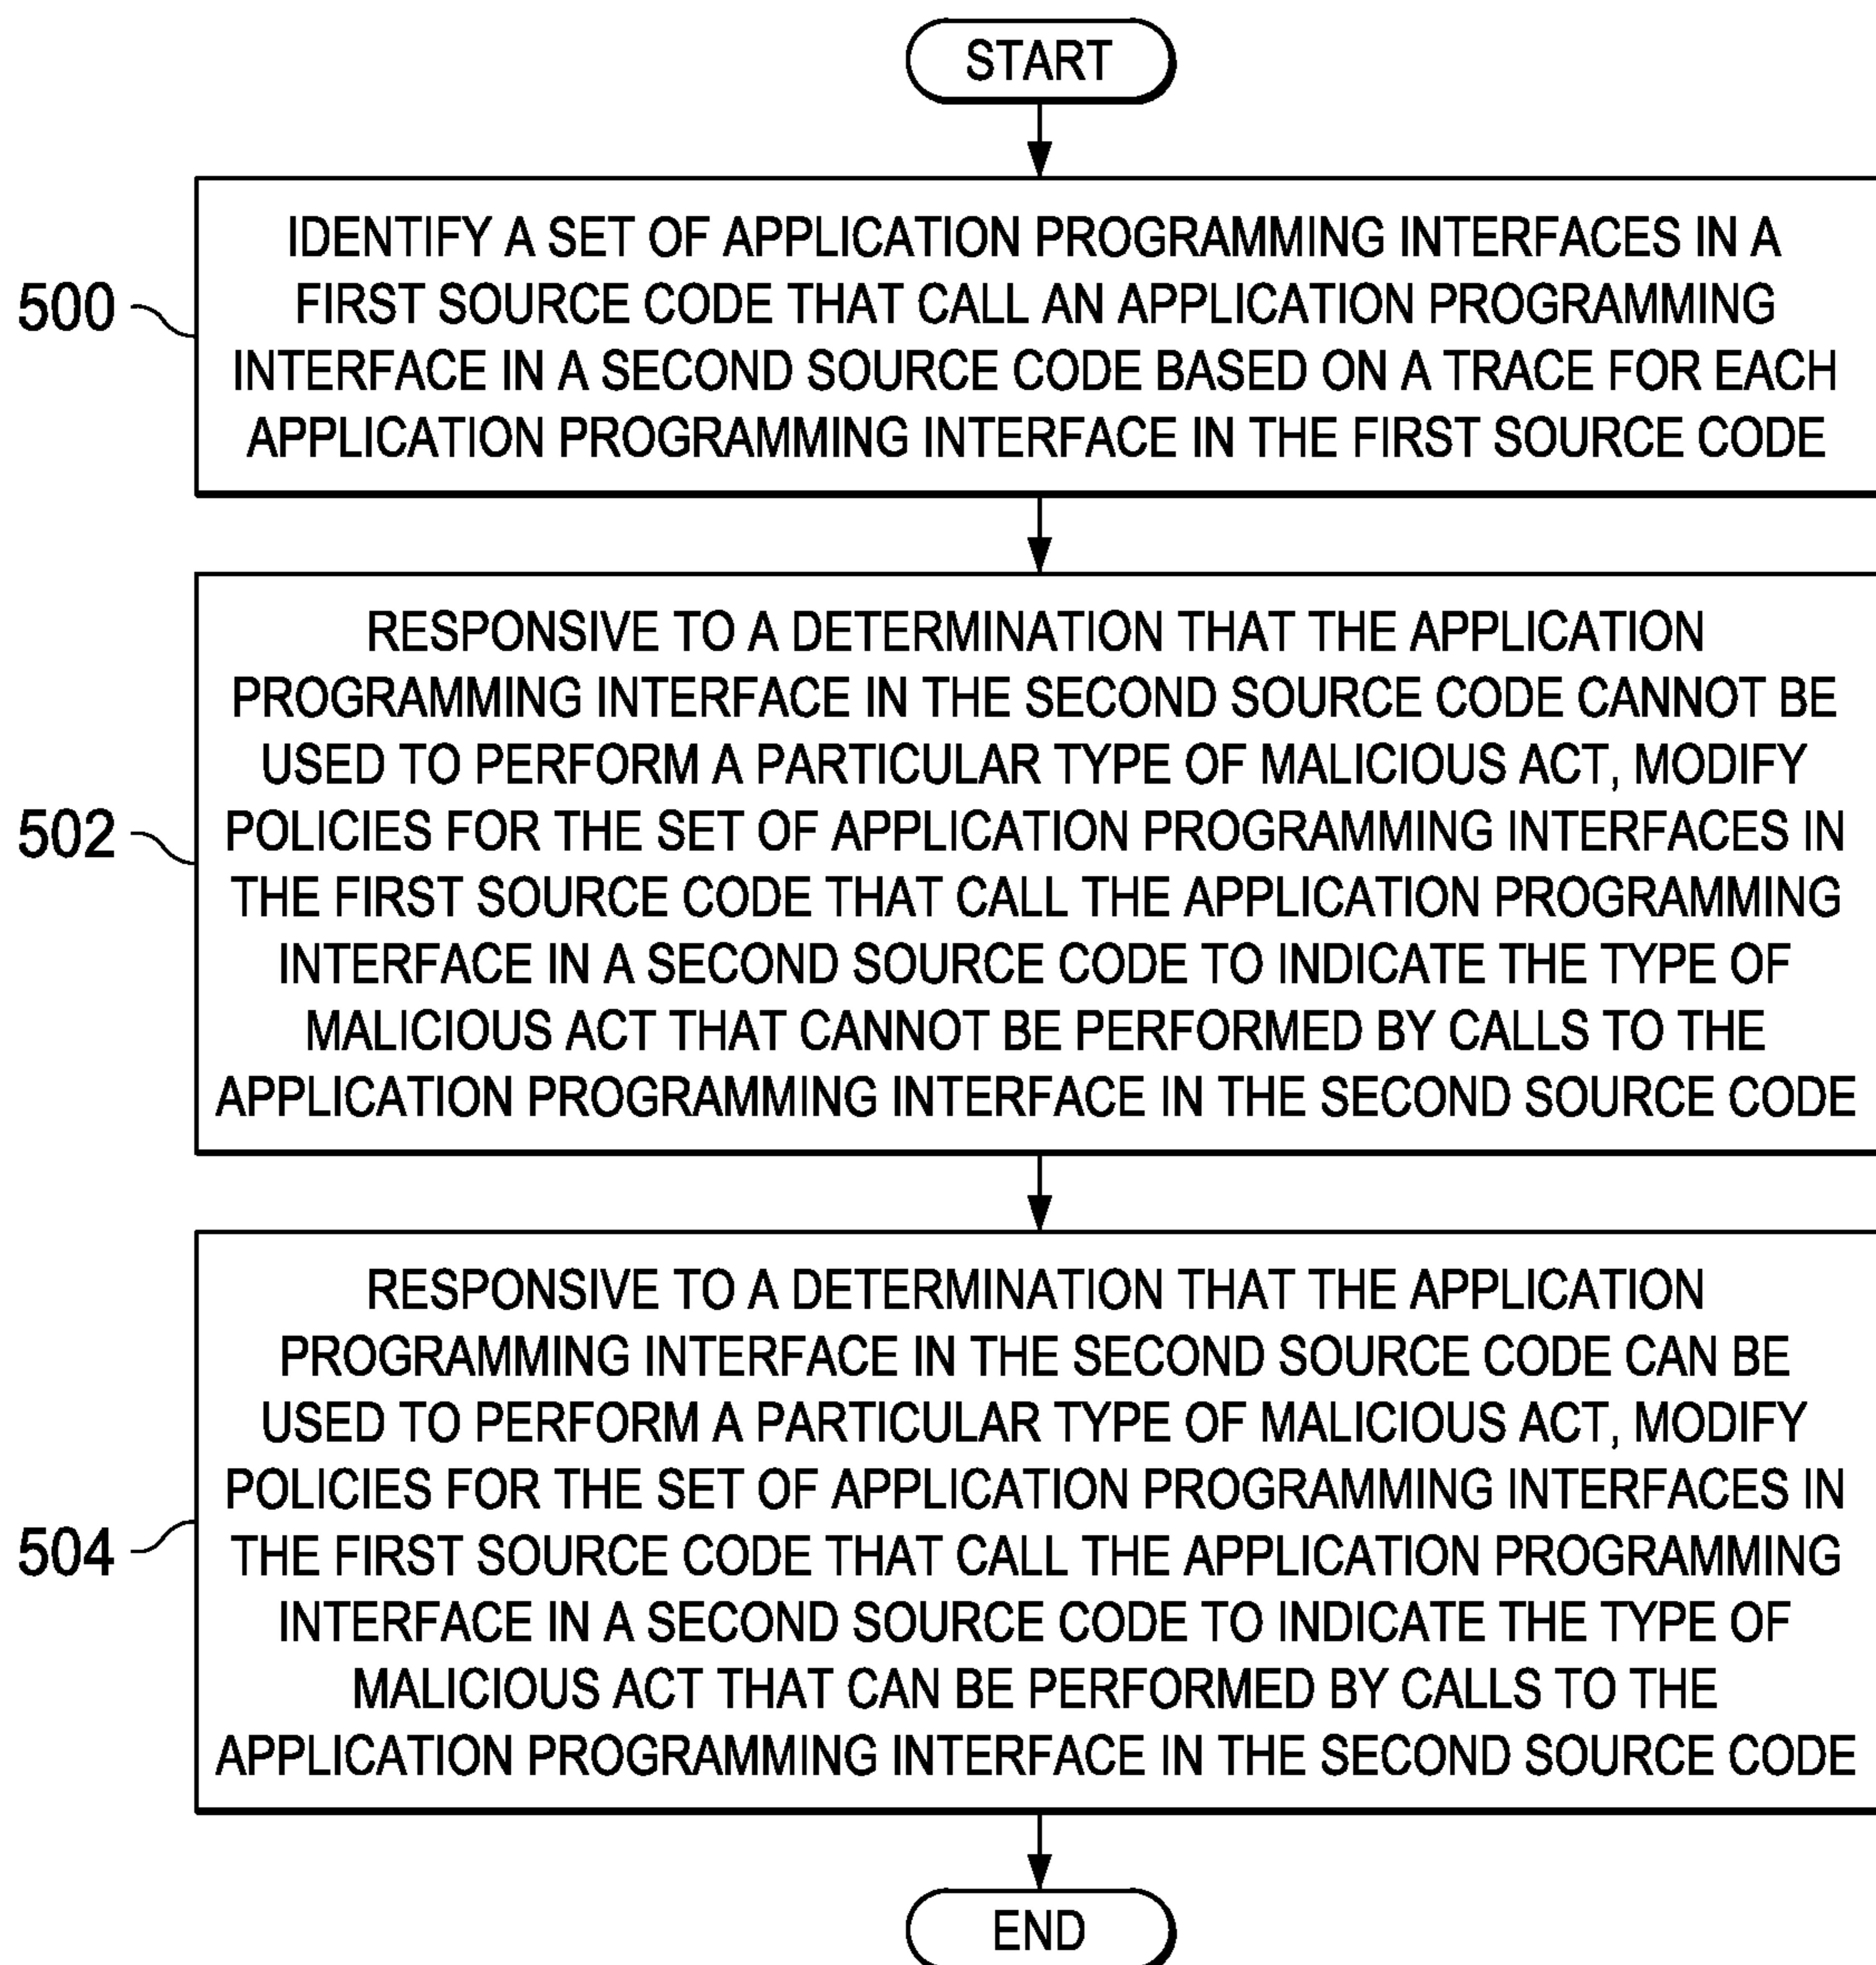 START
IDENTIFY A SET OF APPLICATION PROGRAMMING INTERFACES IN A
FIRST SOURCE CODE THAT CALL AN APPLICATION PROGRAMMING
INTERFACE IN A SECOND SOURCE CODE BASED ON A TRACE FOR EACH
APPLICATION PROGRAMMING INTERFACE IN THE FIRST SOURCE CODE
500
RESPONSIVE TO A DETERMINATION THAT THE APPLICATION
PROGRAMMING INTERFACE IN THE SECOND SOURCE CODE CANNOT BE
USED TO PERFORM A PARTICULAR TYPE OF MALICIOUS ACT, MODIFY
POLICIES FOR THE SET OF APPLICATION PROGRAMMING INTERFACES IN
THE FIRST SOURCE CODE THAT CALL THE APPLICATION PROGRAMMING
INTERFACE IN A SECOND SOURCE CODE TO INDICATE THE TYPE OF
MALICIOUS ACT THAT CANNOT BE PERFORMED BY CALLS TO THE
APPLICATION PROGRAMMING INTERFACE IN THE SECOND SOURCE CODE
502
RESPONSIVE TO A DETERMINATION THAT THE APPLICATION
PROGRAMMING INTERFACE IN THE SECOND SOURCE CODE CAN BE
USED TO PERFORM A PARTICULAR TYPE OF MALICIOUS ACT, MODIFY
POLICIES FOR THE SET OF APPLICATION PROGRAMMING INTERFACES IN
THE FIRST SOURCE CODE THAT CALL THE APPLICATION PROGRAMMING
INTERFACE IN A SECOND SOURCE CODE TO INDICATE THE TYPE OF
MALICIOUS ACT THAT CAN BE PERFORMED BY CALLS TO THE
APPLICATION PROGRAMMING INTERFACE IN THE SECOND SOURCE CODE
504
END